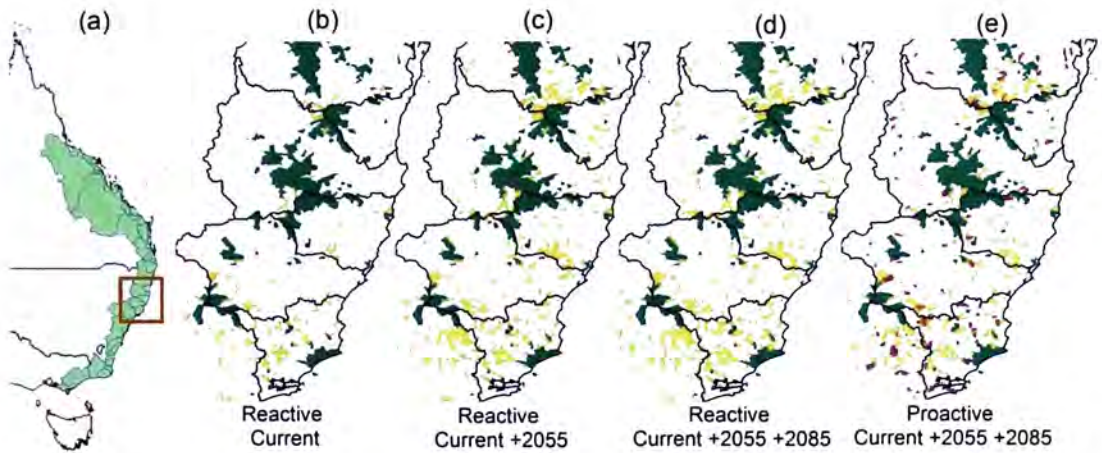 (a)
(b)
(c)
(d)
(e)
Reactive
Current
Reactive
Current +2055
Reactive
Current +2055 +2085
Proactive
Current +2055 +2085